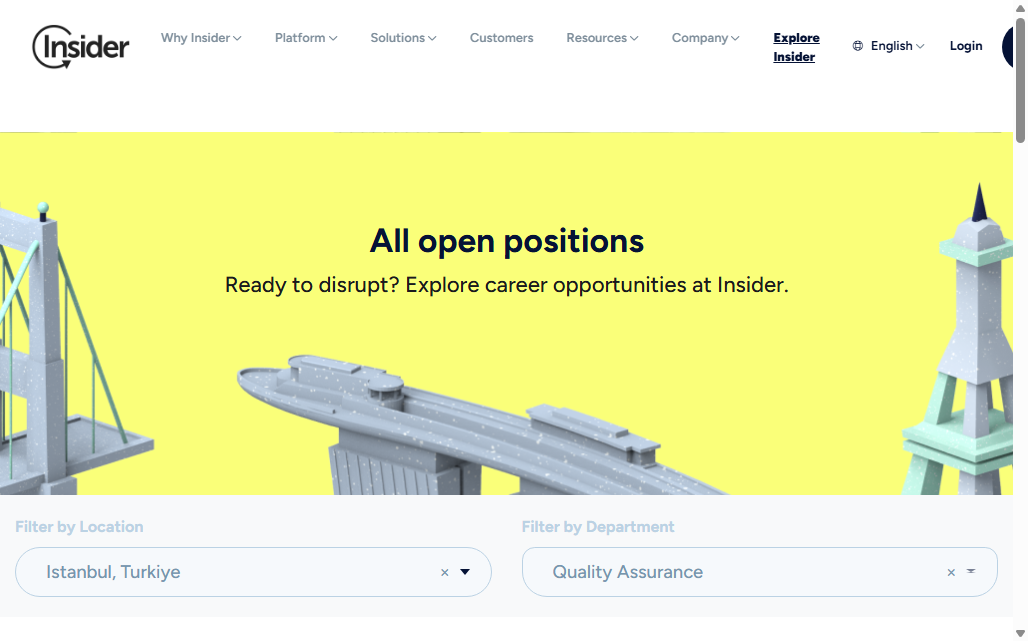 Insider
Why Insider
Platform
Solutions
Customers
Resources
Company
Explore
Insider
English
Login
All open positions
Ready to disrupt? Explore career opportunities at Insider.
Filter by Location
Filter by Department
Istanbul, Turkiye
×
Quality Assurance
×